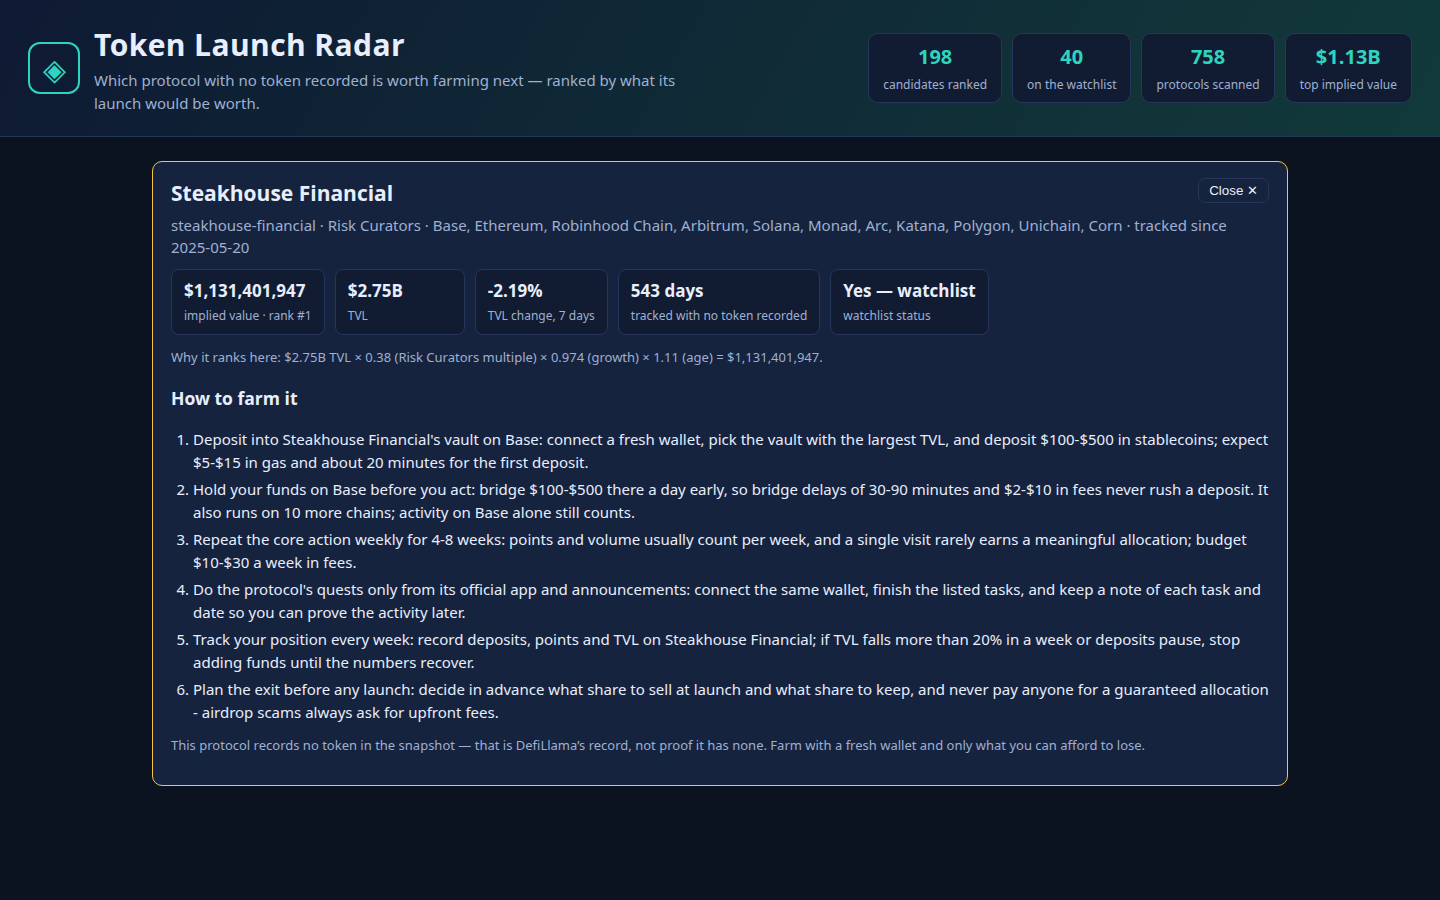 Token Launch Radar
Which protocol with no token recorded is worth farming next — ranked by what its
launch would be worth.
198
candidates ranked
40
on the watchlist
758
protocols scanned
$1.13B
top implied value
Steakhouse Financial
Close ✕
steakhouse-financial · Risk Curators · Base, Ethereum, Robinhood Chain, Arbitrum, Solana, Monad, Arc, Katana, Polygon, Unichain, Corn · tracked since
2025-05-20
$1,131,401,947
implied value · rank #1
$2.75B
TVL
-2.19%
TVL change, 7 days
543 days
tracked with no token recorded
Yes — watchlist
watchlist status
Why it ranks here: $2.75B TVL × 0.38 (Risk Curators multiple) × 0.974 (growth) × 1.11 (age) = $1,131,401,947.
How to farm it
1. Deposit into Steakhouse Financial's vault on Base: connect a fresh wallet, pick the vault with the largest TVL, and deposit $100-$500 in stablecoins; expect
$5-$15 in gas and about 20 minutes for the first deposit.
2. Hold your funds on Base before you act: bridge $100-$500 there a day early, so bridge delays of 30-90 minutes and $2-$10 in fees never rush a deposit. It
also runs on 10 more chains; activity on Base alone still counts.
3. Repeat the core action weekly for 4-8 weeks: points and volume usually count per week, and a single visit rarely earns a meaningful allocation; budget
$10-$30 a week in fees.
4. Do the protocol's quests only from its official app and announcements: connect the same wallet, finish the listed tasks, and keep a note of each task and
date so you can prove the activity later.
5. Track your position every week: record deposits, points and TVL on Steakhouse Financial; if TVL falls more than 20% in a week or deposits pause, stop
adding funds until the numbers recover.
6. Plan the exit before any launch: decide in advance what share to sell at launch and what share to keep, and never pay anyone for a guaranteed allocation
- airdrop scams always ask for upfront fees.
This protocol records no token in the snapshot — that is DefiLlama's record, not proof it has none. Farm with a fresh wallet and only what you can afford to lose.